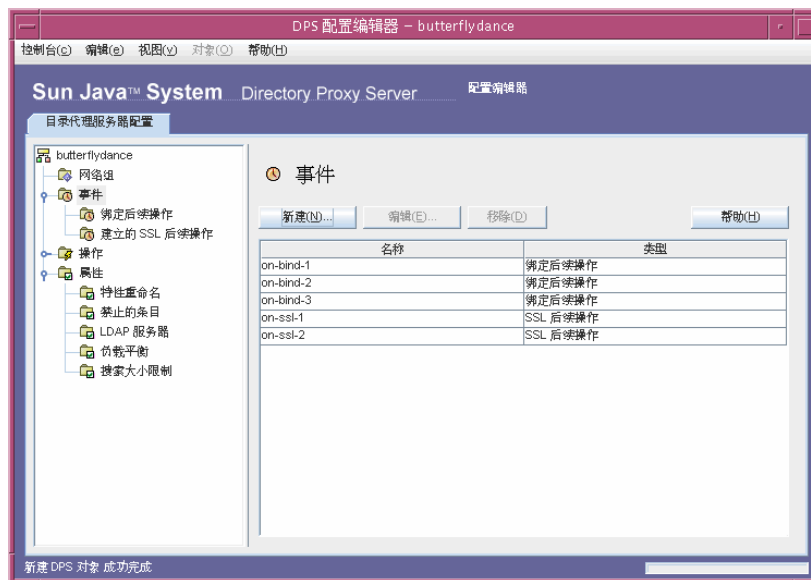 DPS 配置编辑器 – butterflydance
控制台(c) 编辑(e) 视图(v) 对象(O) 帮助(H)
Sun Java™ System Directory Proxy Server 配置编辑器
目录代理服务器配置
butterflydance
网络组
事件
绑定后续操作
建立的 SSL 后续操作
操作
属性
特性重命名
禁止的条目
LDAP 服务器
负载平衡
搜索大小限制
事件
新建(N)... 编辑(E)... 移除(D) 帮助(H)
名称 类型
on-bind-1 绑定后续操作
on-bind-2 绑定后续操作
on-bind-3 绑定后续操作
on-ssl-1 SSL 后续操作
on-ssl-2 SSL 后续操作
新建 DPS 对象 成功完成